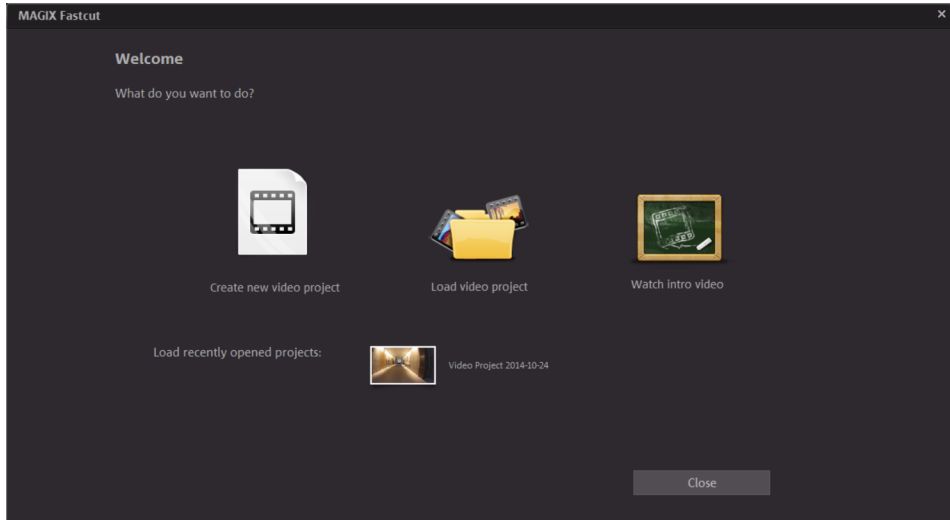 MAGIX Fastcut
Welcome
What do you want to do?
Create new video project
Load video project
Watch intro video
Load recently opened projects:
Video Project 2014-10-24
Close